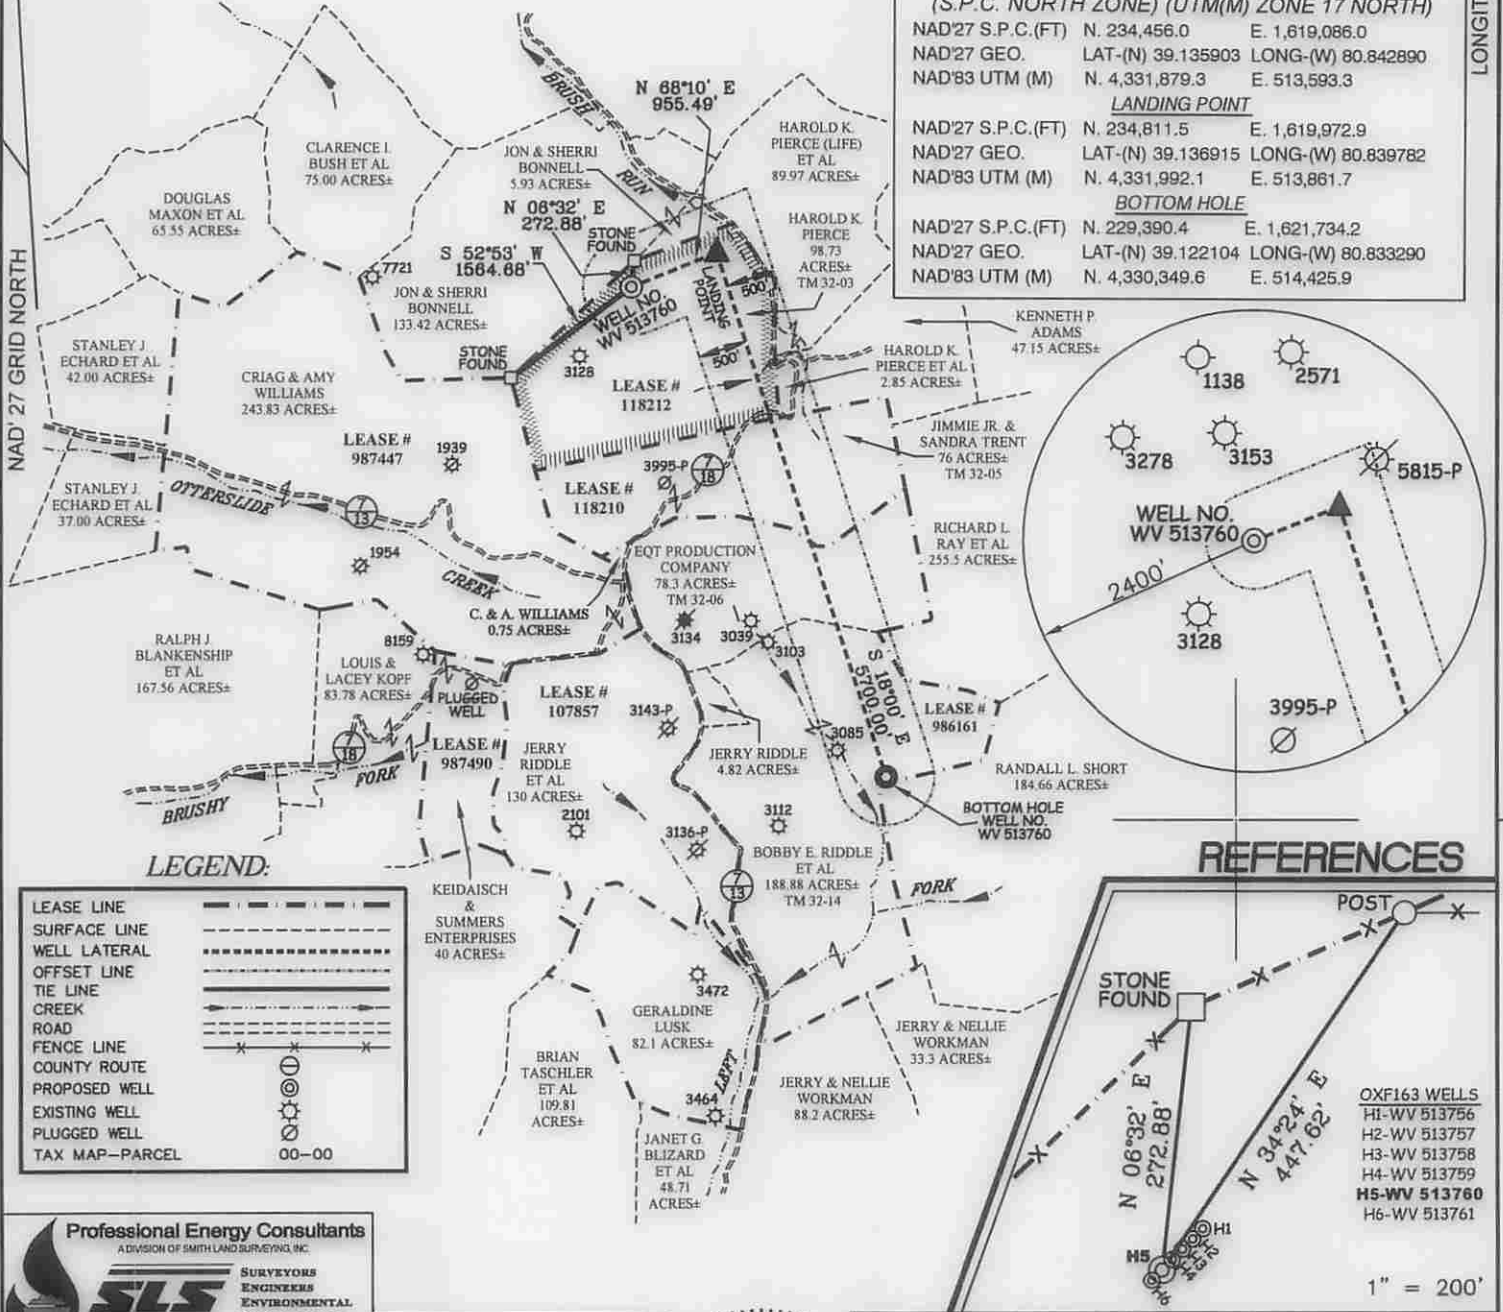 (S.P.C. NORTH ZONE) (UTM(M) ZONE 17 NORTH)
NAD'27 S.P.C.(FT) N. 234,456.0 E. 1,619,086.0
NAD'27 GEO. LAT-(N) 39.135903 LONG-(W) 80.842890
NAD'83 UTM (M) N. 4,331,879.3 E. 513,593.3
LANDING POINT
NAD'27 S.P.C.(FT) N. 234,811.5 E. 1,619,972.9
NAD'27 GEO. LAT-(N) 39.136915 LONG-(W) 80.839782
NAD'83 UTM (M) N. 4,331,992.1 E. 513,861.7
BOTTOM HOLE
NAD'27 S.P.C.(FT) N. 229,390.4 E. 1,621,734.2
NAD'27 GEO. LAT-(N) 39.122104 LONG-(W) 80.833290
NAD'83 UTM (M) N. 4,330,349.6 E. 514,425.9
LONGIT
NAD' 27 GRID NORTH
BRUSH
RUN
N 68°10' E
955.49'
CLARENCE I.
BUSH ET AL
75.00 ACRES±
JON & SHERRI
BONNELL
5.93 ACRES±
HAROLD K.
PIERCE (LIFE)
ET AL
89.97 ACRES±
DOUGLAS
MAXON ET AL
65.55 ACRES±
N 06°32' E
272.88'
STONE
FOUND
HAROLD K.
PIERCE
98.73
ACRES±
TM 32-03
S 52°53' W
1564.68'
7721
JON & SHERRI
BONNELL
133.42 ACRES±
WELL NO.
WV 513760
LANDING
POINT
500'
500'
KENNETH P.
ADAMS
47.15 ACRES±
STANLEY J.
ECHARD ET AL
42.00 ACRES±
CRIAG & AMY
WILLIAMS
243.83 ACRES±
STONE
FOUND
3128
LEASE #
118212
HAROLD K.
PIERCE ET AL
2.85 ACRES±
JIMMIE JR. &
SANDRA TRENT
76 ACRES±
TM 32-05
LEASE #
987447
1939
3995-P
7
18
LEASE #
118210
STANLEY J.
ECHARD ET AL
37.00 ACRES±
OTTERSLIDE
CREEK
7
13
1954
RICHARD L.
RAY ET AL
255.5 ACRES±
EQT PRODUCTION
COMPANY
78.3 ACRES±
TM 32-06
C. & A. WILLIAMS
0.75 ACRES±
3134
3039
3103
RALPH J.
BLANKENSHIP
ET AL
167.56 ACRES±
8159
LOUIS &
LACEY KOPF
83.78 ACRES±
PLUGGED
WELL
LEASE #
107857
3143-P
S 18°00' E
5700.00'
LEASE #
986161
3085
7
18
LEASE #
987490
FORK
BRUSHY
JERRY
RIDDLE
ET AL
130 ACRES±
JERRY RIDDLE
4.82 ACRES±
RANDALL L. SHORT
184.66 ACRES±
BOTTOM HOLE
WELL NO.
WV 513760
2101
3136-P
3112
BOBBY E. RIDDLE
ET AL
188.88 ACRES±
TM 32-14
7
13
FORK
KEIDAISCH
&
SUMMERS
ENTERPRISES
40 ACRES±
3472
GERALDINE
LUSK
82.1 ACRES±
BRIAN
TASCHLER
ET AL
109.81
ACRES±
JERRY & NELLIE
WORKMAN
33.3 ACRES±
JERRY & NELLIE
WORKMAN
88.2 ACRES±
LEFT
3464
JANET G.
BLIZARD
ET AL
48.71
ACRES±
1138
2571
3278
3153
5815-P
WELL NO.
WV 513760
2400'
3128
3995-P
LEGEND:
LEASE LINE
SURFACE LINE
WELL LATERAL
OFFSET LINE
TIE LINE
CREEK
ROAD
FENCE LINE
COUNTY ROUTE
PROPOSED WELL
EXISTING WELL
PLUGGED WELL
TAX MAP-PARCEL 00-00
REFERENCES
POST
STONE
FOUND
N 06°32' E
272.88'
N 34°24' E
447.62'
H1
H2
H3
H4
H5
H6
OXF163 WELLS
H1-WV 513756
H2-WV 513757
H3-WV 513758
H4-WV 513759
H5-WV 513760
H6-WV 513761
1" = 200'
Professional Energy Consultants
A DIVISION OF SMITH LAND SURVEYING, INC.
SLS
SURVEYORS
ENGINEERS
ENVIRONMENTAL